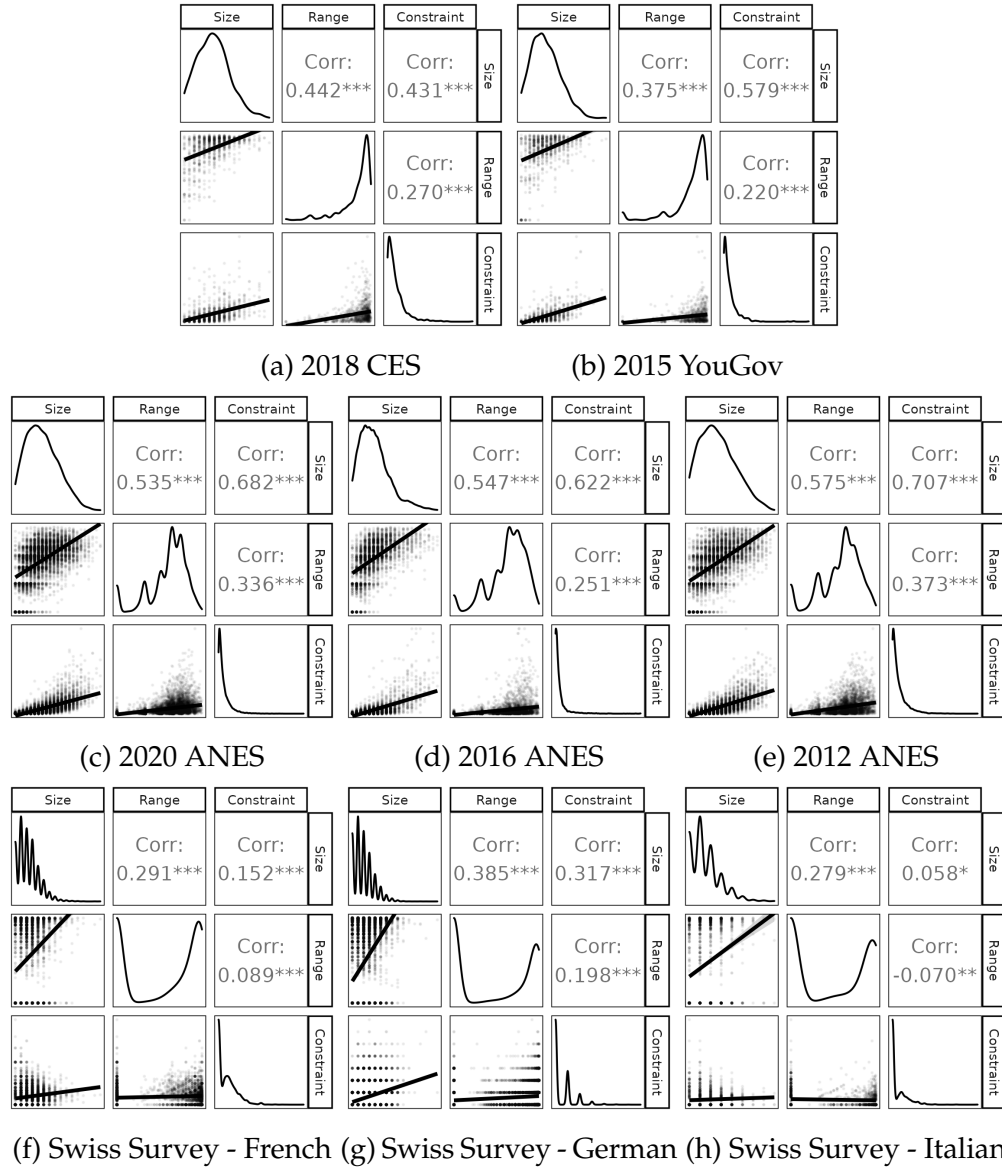 Size Range Constraint Size Range Constraint
Corr: Corr: Size Corr: Corr: Size
0.442*** 0.431*** 0.375*** 0.579***
Corr: Range Corr: Range
0.270*** 0.220***
Constraint Constraint
(a) 2018 CES (b) 2015 YouGov
Size Range Constraint Size Range Constraint Size Range Constraint
Corr: Corr: Size Corr: Corr: Size Corr: Corr: Size
0.535*** 0.682*** 0.547*** 0.622*** 0.575*** 0.707***
Corr: Range Corr: Range Corr: Range
0.336*** 0.251*** 0.373***
Constraint Constraint Constraint
(c) 2020 ANES (d) 2016 ANES (e) 2012 ANES
Size Range Constraint Size Range Constraint Size Range Constraint
Corr: Corr: Size Corr: Corr: Size Corr: Corr: Size
0.291*** 0.152*** 0.385*** 0.317*** 0.279*** 0.058*
Corr: Range Corr: Range Corr: Range
0.089*** 0.198*** -0.070**
Constraint Constraint Constraint
(f) Swiss Survey - French (g) Swiss Survey - German (h) Swiss Survey - Italian